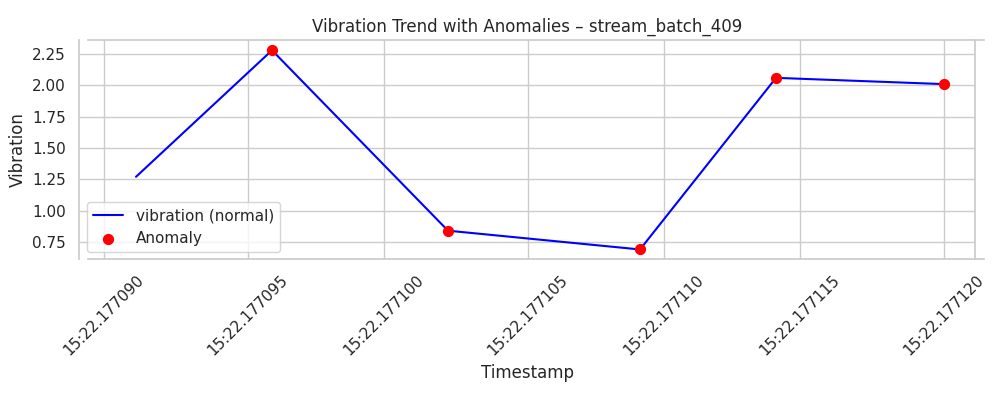 Vibration Trend with Anomalies – stream_batch_409
Vibration
2.25
2.00
1.75
1.50
1.25
1.00
0.75
vibration (normal)
Anomaly
15:22.177090
15:22.177095
15:22.177100
15:22.177105
15:22.177110
15:22.177115
15:22.177120
Timestamp